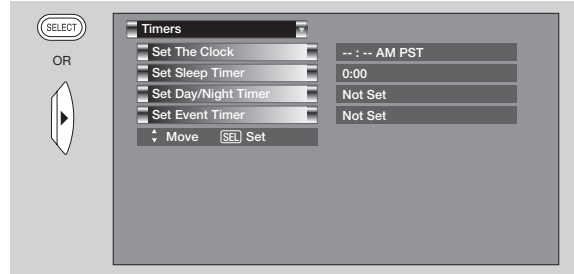 SELECT
OR
Timers
Set The Clock -- : -- AM PST
Set Sleep Timer 0:00
Set Day/Night Timer Not Set
Set Event Timer Not Set
Move SEL Set